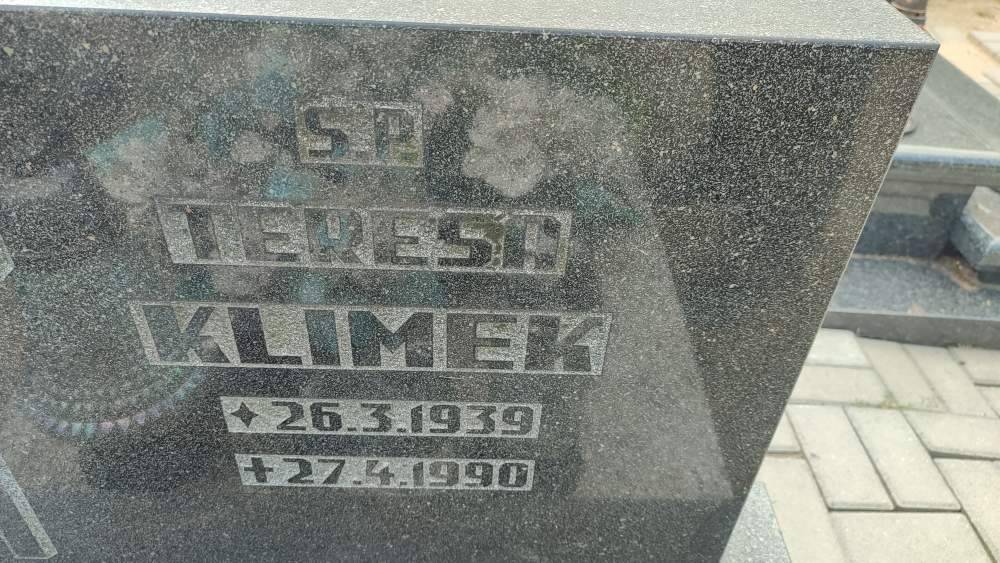 S.P.
TERESA
KLIMEK
✦ 26.3.1939
✝ 27.4.1990